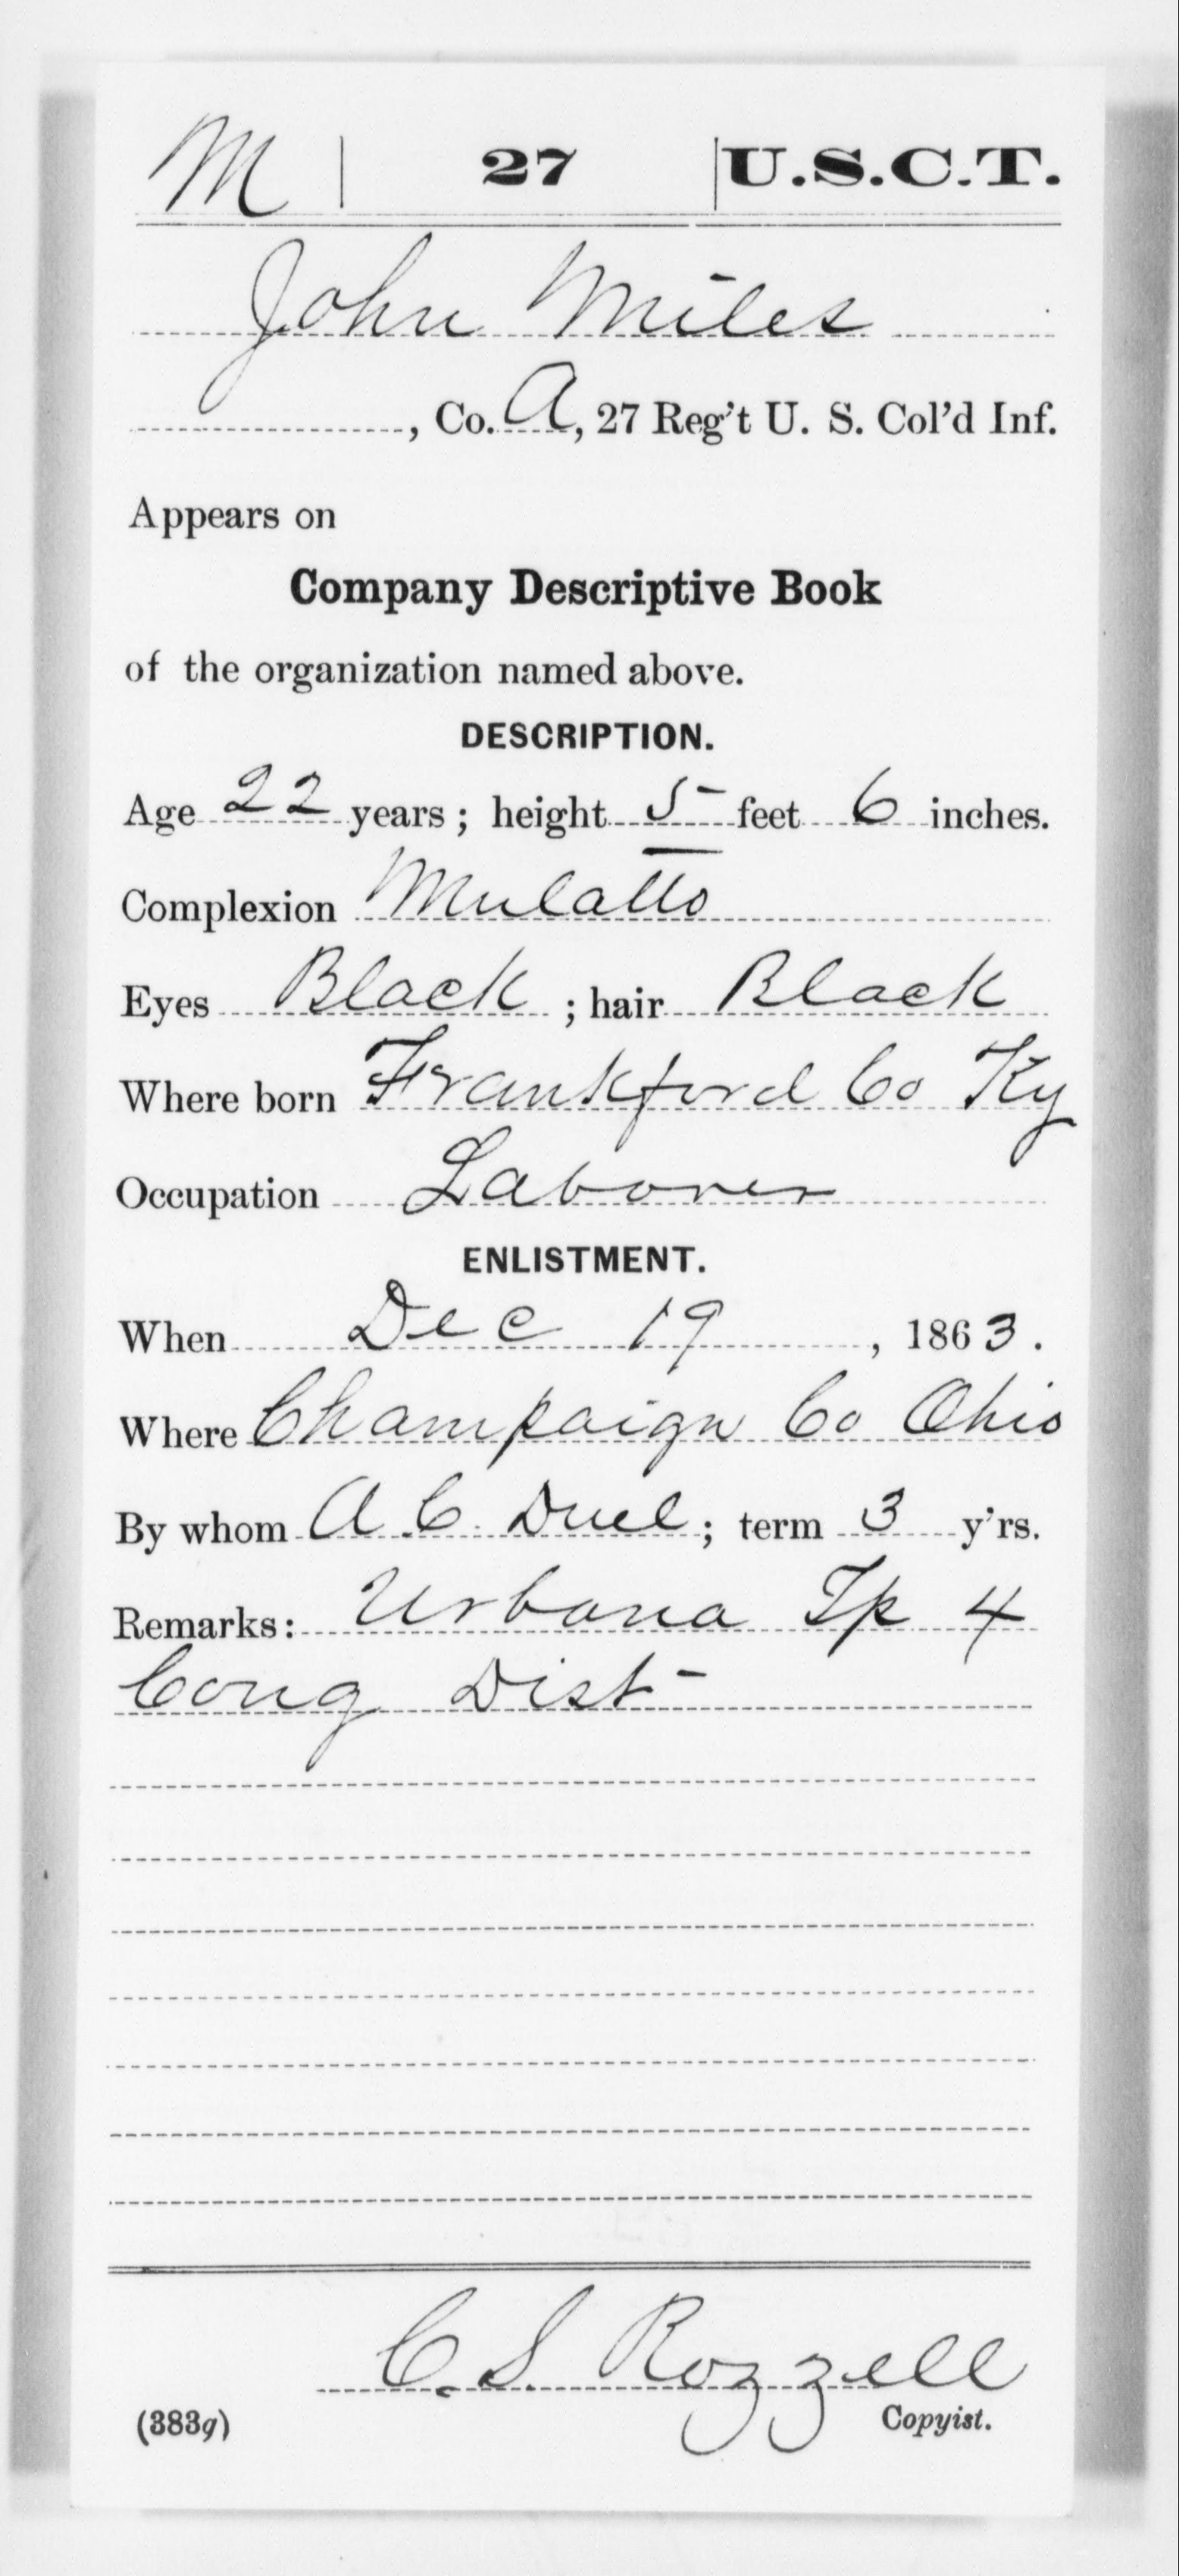 M | 27 | U.S.C.T.
John Miles
, Co. A, 27 Reg't U. S. Col'd Inf.
Appears on
Company Descriptive Book
of the organization named above.
DESCRIPTION.
Age 22 years; height 5 feet 6 inches.
Complexion Mulatto
Eyes Black; hair Black
Where born Frankford Co Ky
Occupation Laborer
ENLISTMENT.
When Dec 19, 1863.
Where Champaign Co Ohio
By whom A. C. Duel; term 3 y'rs.
Remarks: Urbana Tp 4
Cong Dist-
C. S. Rozzell
(383g) Copyist.